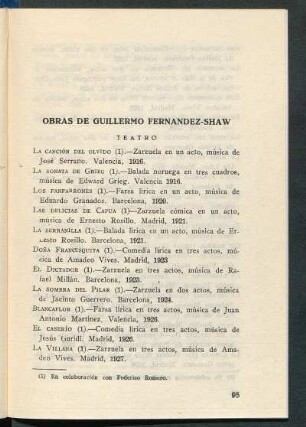 OBRAS DE GUILLERMO FERNANDEZ-SHAW
TEATRO
LA CANCIÓN DEL OLVIDO (1).—Zarzuela en un acto, música de
José Serrano. Valencia, 1916.
LA SONATA DE GRIEG (1).—Balada noruega en tres cuadros,
música de Edward Grieg. Valencia 1916.
LOS FANFARRONES (1).—Farsa lírica en un acto, música de
Eduardo Granados. Barcelona, 1920.
LAS DELICIAS DE CAPUA (1).—Zarzuela cómica en un acto,
música de Ernesto Rosillo. Madrid, 1921.
LA SERRANILLA (1).—Balada lírica en un acto, música de Er-
nesto Rosillo. Barcelona, 1921.
DOÑA FRANCISQUITA (1).—Comedia lírica en tres actos, mú-
sica de Amadeo Vives. Madrid, 1923
EL DICTADOR (1).—Zarzuela en tres actos, música de Ra-
fael Millán. Barcelona, 1923.
LA SOMBRA DEL PILAR (1).—Zarzuela en dos actos, música
de Jacinto Guerrero. Barcelona, 1924.
BLANCAFLOR (1).—Farsa lírica en tres actos, música de Juan
Antonio Martínez. Valencia, 1925.
EL CASERÍO (1).—Comedia lírica en tres actos, música de
Jesús Guridi. Madrid, 1926.
LA VILLANA (1).—Zarzuela en tres actos, música de Ama-
deo Vives. Madrid, 1927.
(1) En colaboración con Federico Romero.
95